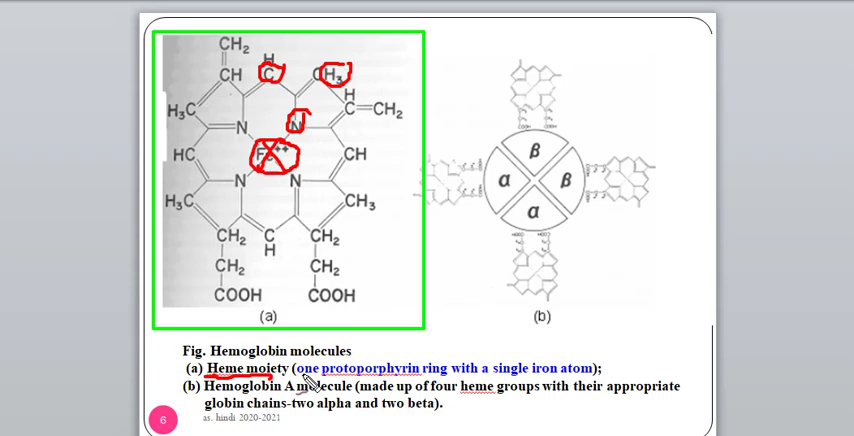 CH₂
H
CH
C
CH₃
H
H₃C
C=CH₂
N
N
Fe++
HC
CH
N
N
H₃C
CH₃
CH₂
C
CH₂
H
CH₂
CH₂
COOH
COOH
(a)
COOH
COOH
β
α
β
α
(b)
Fig. Hemoglobin molecules
(a) Heme moiety (one protoporphyrin ring with a single iron atom);
(b) Hemoglobin A molecule (made up of four heme groups with their appropriate
globin chains-two alpha and two beta).
6
as. hindi 2020-2021